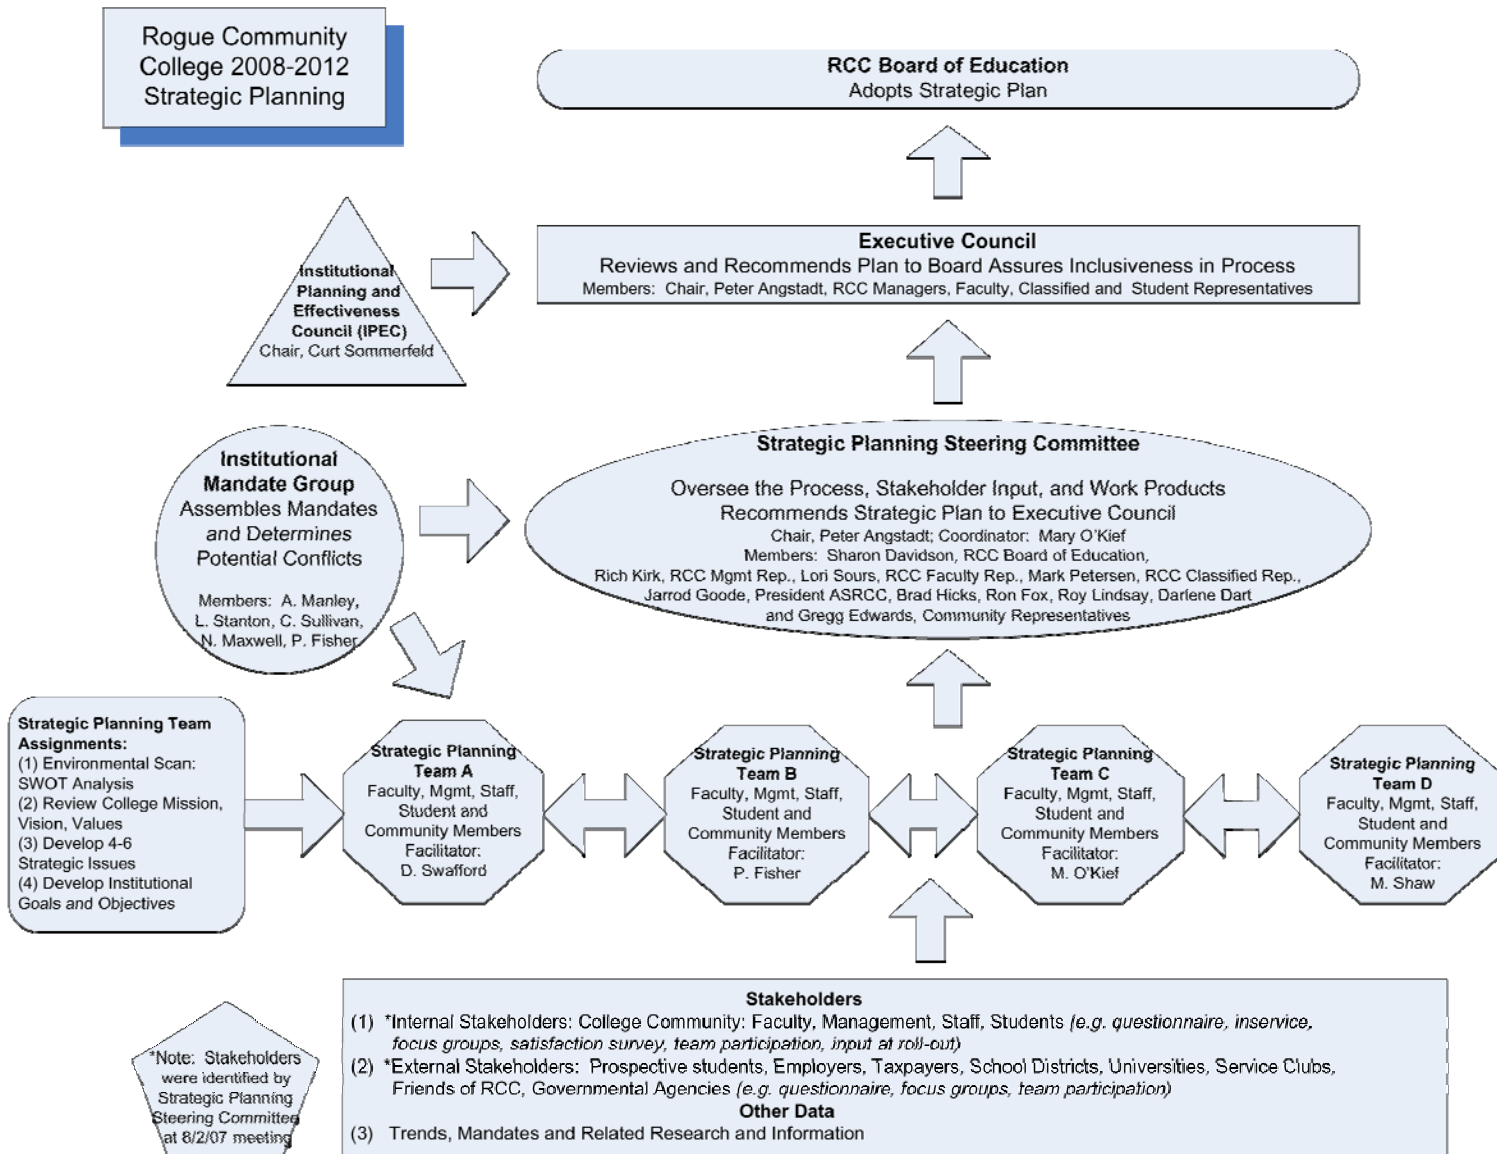 Rogue Community
College 2008-2012
Strategic Planning
RCC Board of Education
Adopts Strategic Plan
Institutional
Planning and
Effectiveness
Council (IPEC)
Chair, Curt Sommerfeld
Executive Council
Reviews and Recommends Plan to Board Assures Inclusiveness in Process
Members: Chair, Peter Angstadt, RCC Managers, Faculty, Classified and Student Representatives
Institutional
Mandate Group
Assembles Mandates
and Determines
Potential Conflicts
Members: A. Manley,
L. Stanton, C. Sullivan,
N. Maxwell, P. Fisher
Strategic Planning Steering Committee
Oversee the Process, Stakeholder Input, and Work Products
Recommends Strategic Plan to Executive Council
Chair, Peter Angstadt; Coordinator: Mary O'Kief
Members: Sharon Davidson, RCC Board of Education,
Rich Kirk, RCC Mgmt Rep., Lori Sours, RCC Faculty Rep., Mark Petersen, RCC Classified Rep.,
Jarrod Goode, President ASRCC, Brad Hicks, Ron Fox, Roy Lindsay, Darlene Dart
and Gregg Edwards, Community Representatives
Strategic Planning Team
Assignments:
(1) Environmental Scan:
SWOT Analysis
(2) Review College Mission,
Vision, Values
(3) Develop 4-6
Strategic Issues
(4) Develop Institutional
Goals and Objectives
Strategic Planning
Team A
Faculty, Mgmt, Staff,
Student and
Community Members
Facilitator:
D. Swafford
Strategic Planning
Team B
Faculty, Mgmt, Staff,
Student and
Community Members
Facilitator:
P. Fisher
Strategic Planning
Team C
Faculty, Mgmt, Staff,
Student and
Community Members
Facilitator:
M. O'Kief
Strategic Planning
Team D
Faculty, Mgmt, Staff,
Student and
Community Members
Facilitator:
M. Shaw
*Note: Stakeholders
were identified by
Strategic Planning
Steering Committee
at 8/2/07 meeting
Stakeholders
(1) *Internal Stakeholders: College Community: Faculty, Management, Staff, Students (e.g. questionnaire, inservice,
focus groups, satisfaction survey, team participation, input at roll-out)
(2) *External Stakeholders: Prospective students, Employers, Taxpayers, School Districts, Universities, Service Clubs,
Friends of RCC, Governmental Agencies (e.g. questionnaire, focus groups, team participation)
Other Data
(3) Trends, Mandates and Related Research and Information